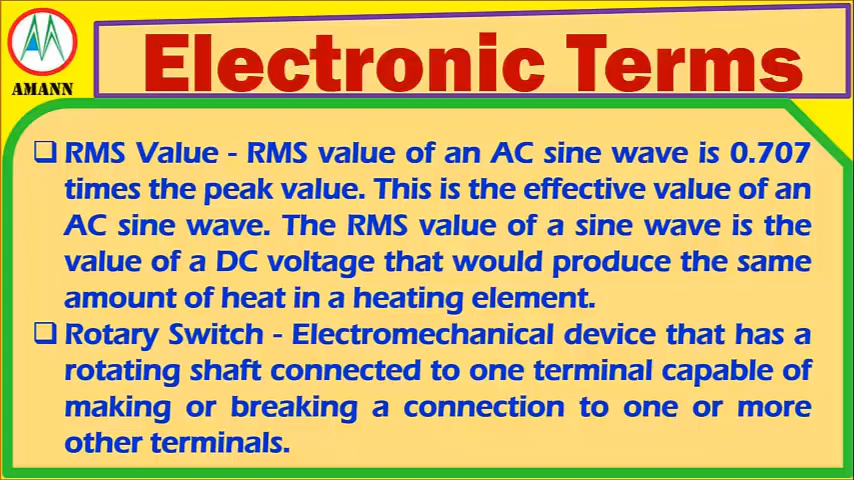 AMANN
Electronic Terms
❑ RMS Value - RMS value of an AC sine wave is 0.707
times the peak value. This is the effective value of an
AC sine wave. The RMS value of a sine wave is the
value of a DC voltage that would produce the same
amount of heat in a heating element.
❑ Rotary Switch - Electromechanical device that has a
rotating shaft connected to one terminal capable of
making or breaking a connection to one or more
other terminals.